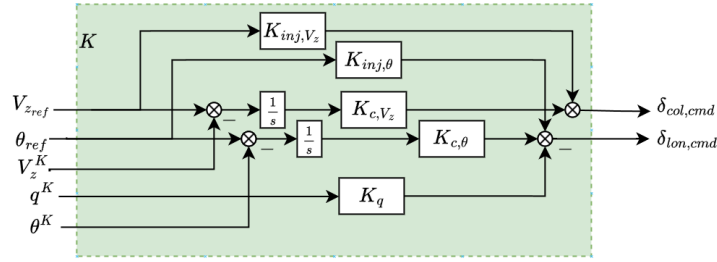 K
K_{inj,V_z}
K_{inj,θ}
V_{z_{ref}}
− 1/s K_{c,V_z}
δ_{col,cmd}
θ_{ref}
− 1/s K_{c,θ} −
δ_{lon,cmd}
V_z^K
q^K
K_q
θ^K